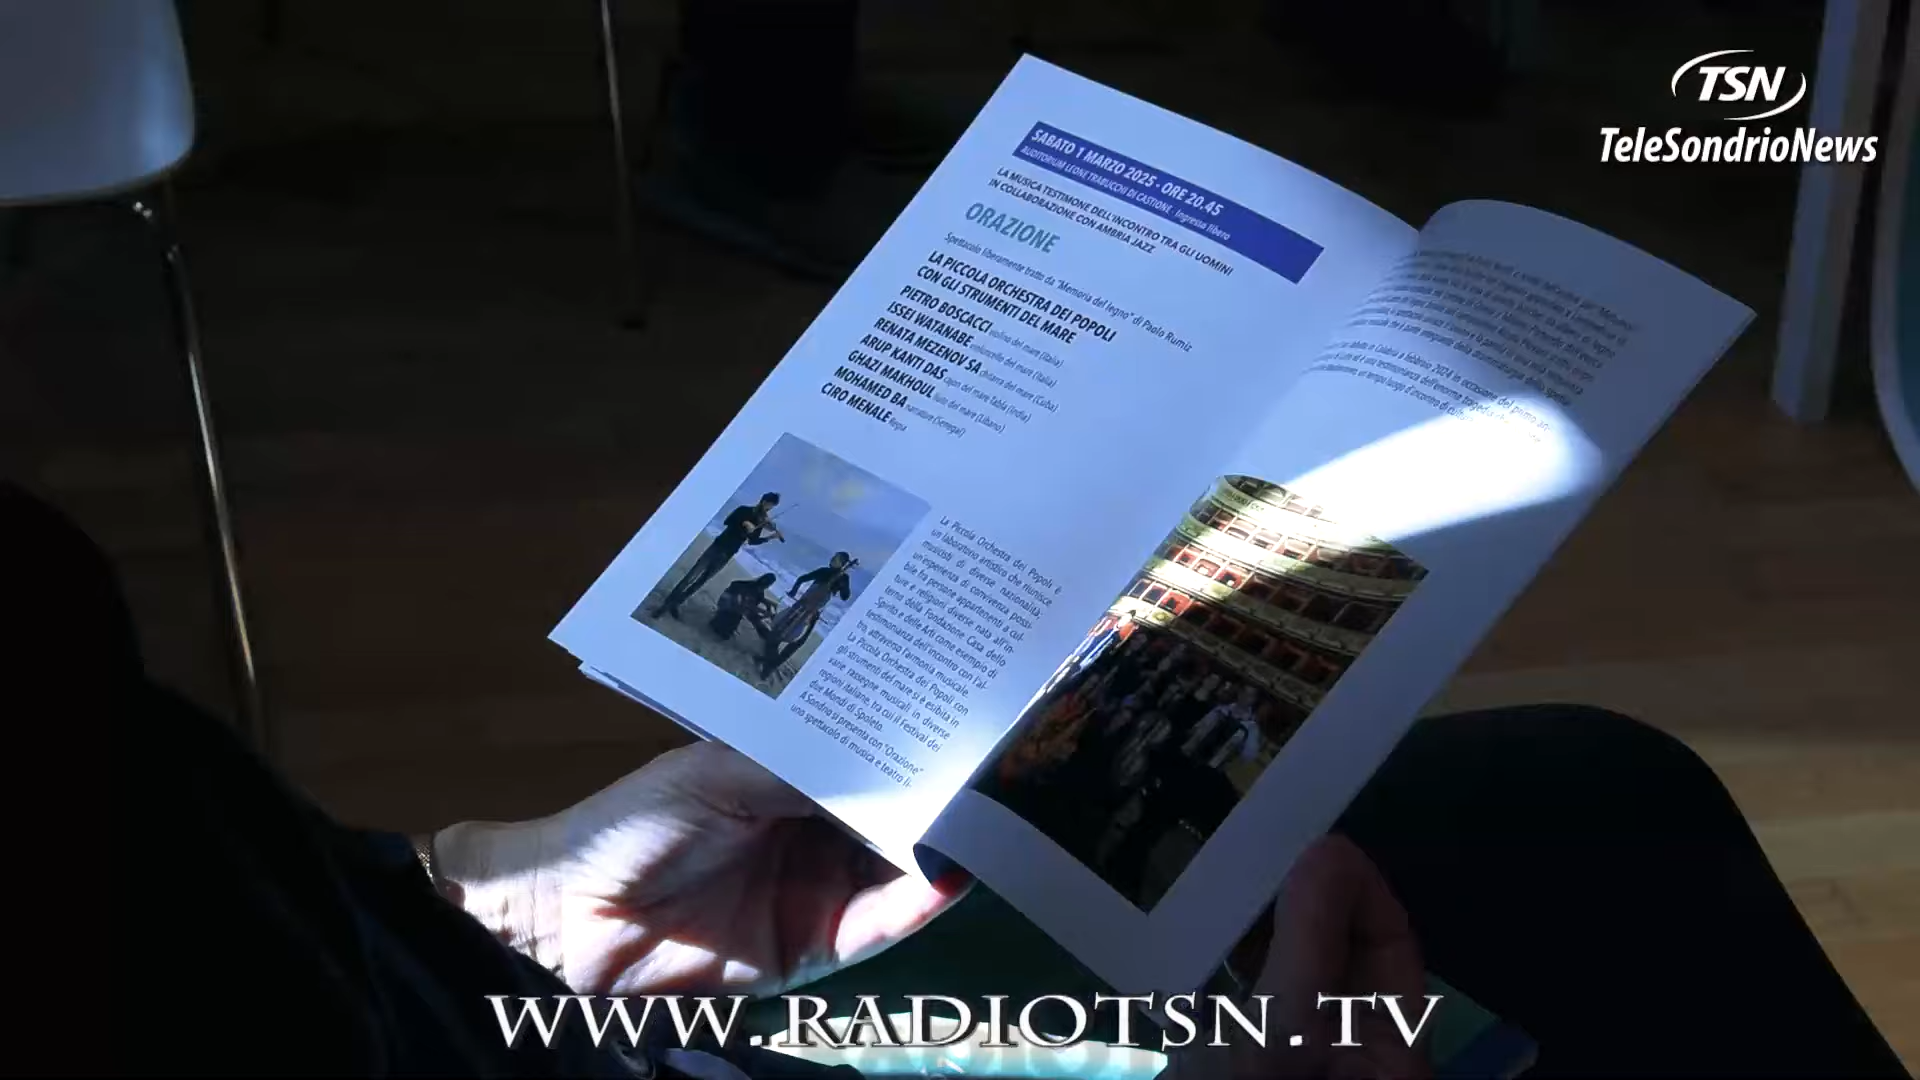 TSN
TeleSondrioNews
SABATO 1 MARZO 2025 - ORE 20.45
AUDITORIUM LEONE TRABUCCHI DI CASTIONE - Ingresso libero
LA MUSICA TESTIMONE DELL'INCONTRO TRA GLI UOMINI
IN COLLABORAZIONE CON AMBRIA JAZZ
ORAZIONE
Spettacolo liberamente tratto da "Memoria del legno" di Paolo Rumiz
LA PICCOLA ORCHESTRA DEI POPOLI
CON GLI STRUMENTI DEL MARE
PIETRO BOSCACCI violino del mare (Italia)
ISSEI WATANABE violoncello del mare (Italia)
RENATA MEZENOV SA chitarra del mare (Cuba)
ARUP KANTI DAS cajon del mare Tabla (India)
GHAZI MAKHOUL liuto del mare (Libano)
MOHAMED BA narratore (Senegal)
CIRO MENALE Regia
La Piccola Orchestra dei Popoli è
un laboratorio artistico che riunisce
musicisti di diverse nazionalità;
un'esperienza di convivenza possi-
bile fra persone appartenenti a cul-
ture e religioni diverse nata all'in-
terno della Fondazione Casa dello
Spirito e delle Arti come esempio di
testimonianza dell'incontro con l'al-
tro, attraverso l'armonia musicale.
La Piccola Orchestra dei Popoli con
gli strumenti del mare si è esibita in
varie rassegne musicali in diverse
regioni italiane, tra cui il Festival dei
due Mondi di Spoleto.
A Sondrio si presenta con "Orazione"
uno spettacolo di musica e teatro li-
WWW.RADIOTSN.TV